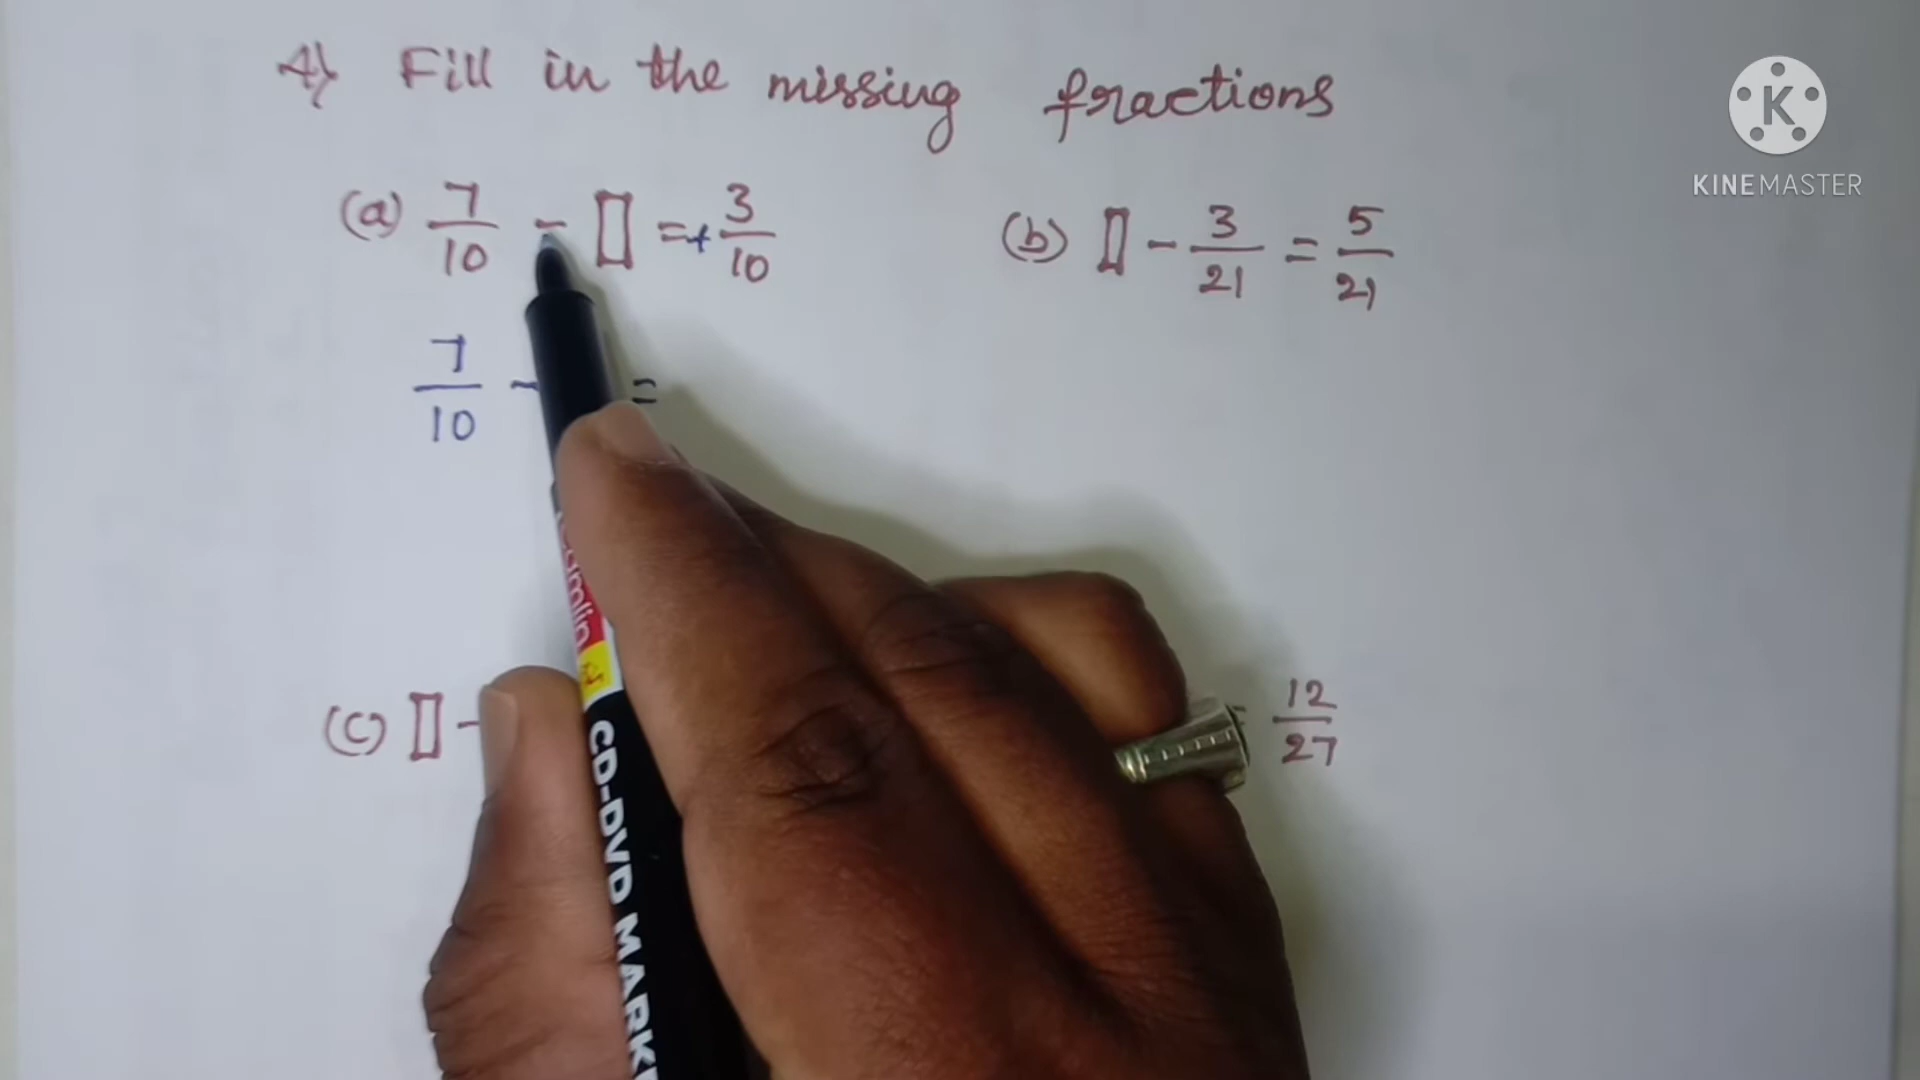 4) Fill in the missing fractions
(a) 7/10 - □ = + 3/10
(b) □ - 3/21 = 5/21
7/10 - =
(c) □ -
= 12/27
KINEMASTER
camlin
CD-DVD MARK